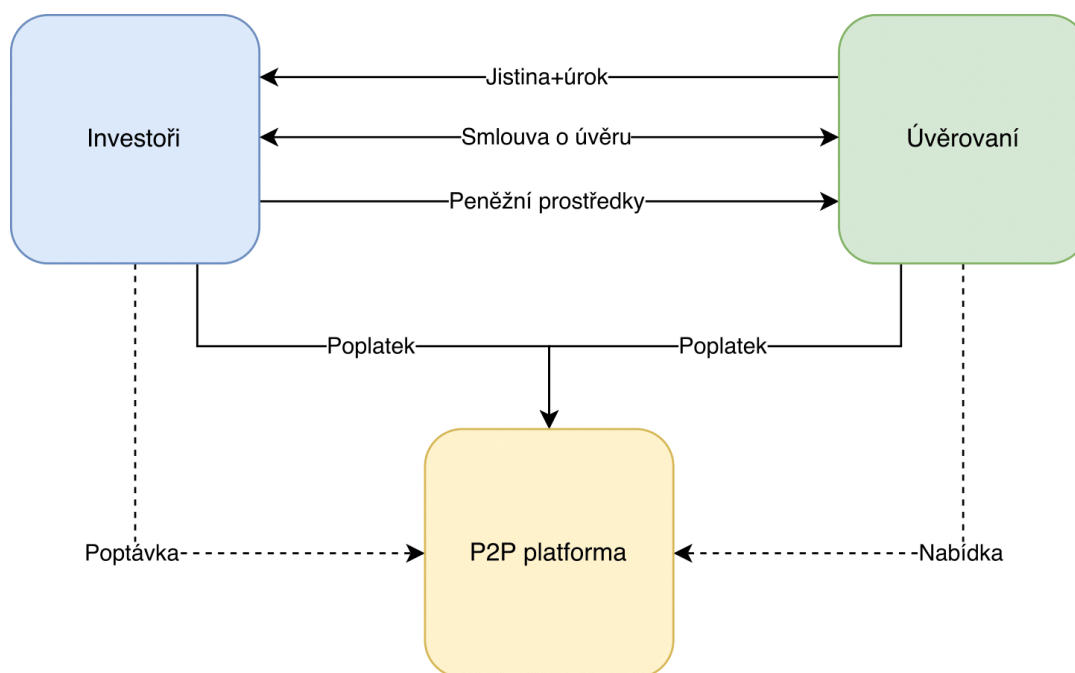 Jistina+úrok
Investoři
Smlouva o úvěru
Úvěrovaní
Peněžní prostředky
Poplatek
Poplatek
Poptávka
P2P platforma
Nabídka